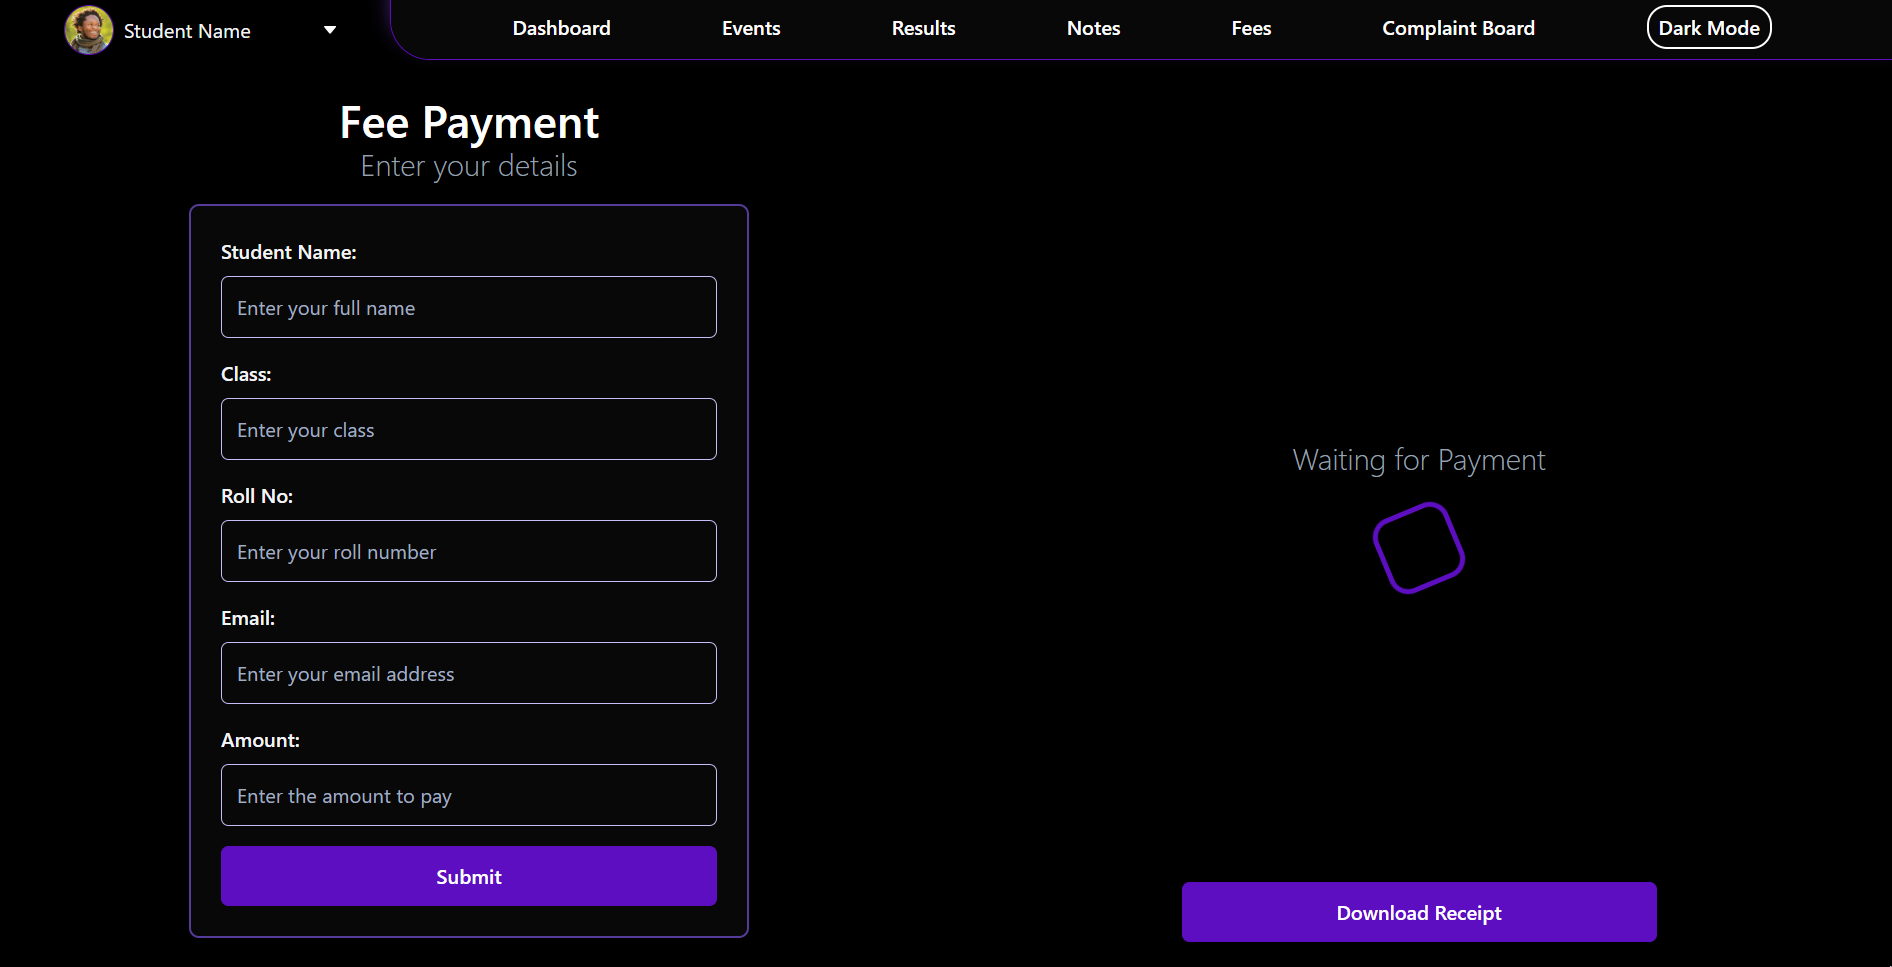 Student Name
Dashboard
Events
Results
Notes
Fees
Complaint Board
Dark Mode
Fee Payment
Enter your details
Student Name:
Enter your full name
Class:
Enter your class
Roll No:
Enter your roll number
Email:
Enter your email address
Amount:
Enter the amount to pay
Submit
Waiting for Payment
Download Receipt